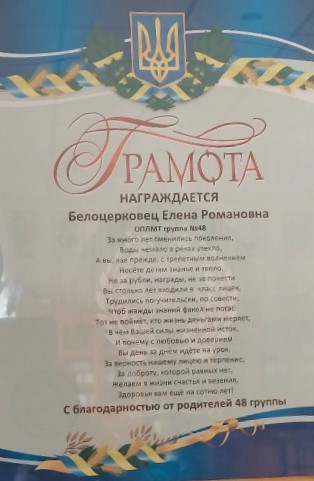 ГРАМОТА
НАГРАЖДАЕТСЯ
Белоцерковец Елена Романовна
ОПЛМТ группа №48
За много лет сменились поколения,
Воды немало в реках утекло,
А вы, как прежде, с трепетным волнением
Несёте детям знанье и тепло.
Не за рубли, награды, не за почести
Вы столько лет входили в класс, лицея,
Трудились по-учительски, по совести,
Чтоб жажды знаний факел не погас.
Тот не поймёт, кто жизнь деньгами меряет,
В чём Вашей силы жизненной исток,
И почему с любовью и доверием
Вы день за днём идёте на урок.
За верность нашему лицею и терпение,
За доброту, которой равных нет,
Желаем в жизни счастья и везения,
Здоровья вам ещё на сотню лет!
С благодарностью от родителей 48 группы